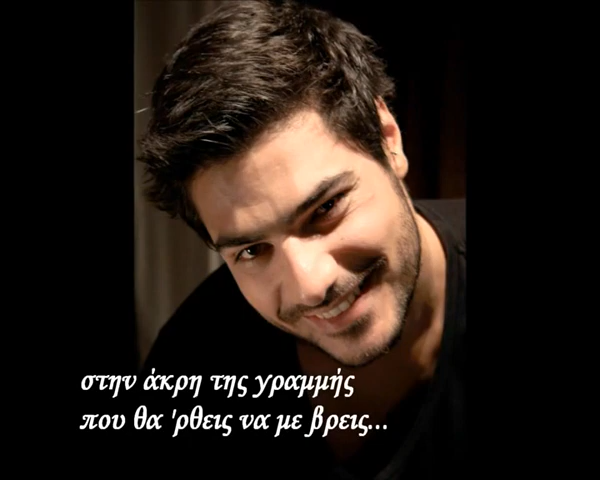 στην άκρη της γραμμής
που θα 'ρθεις να με βρεις...